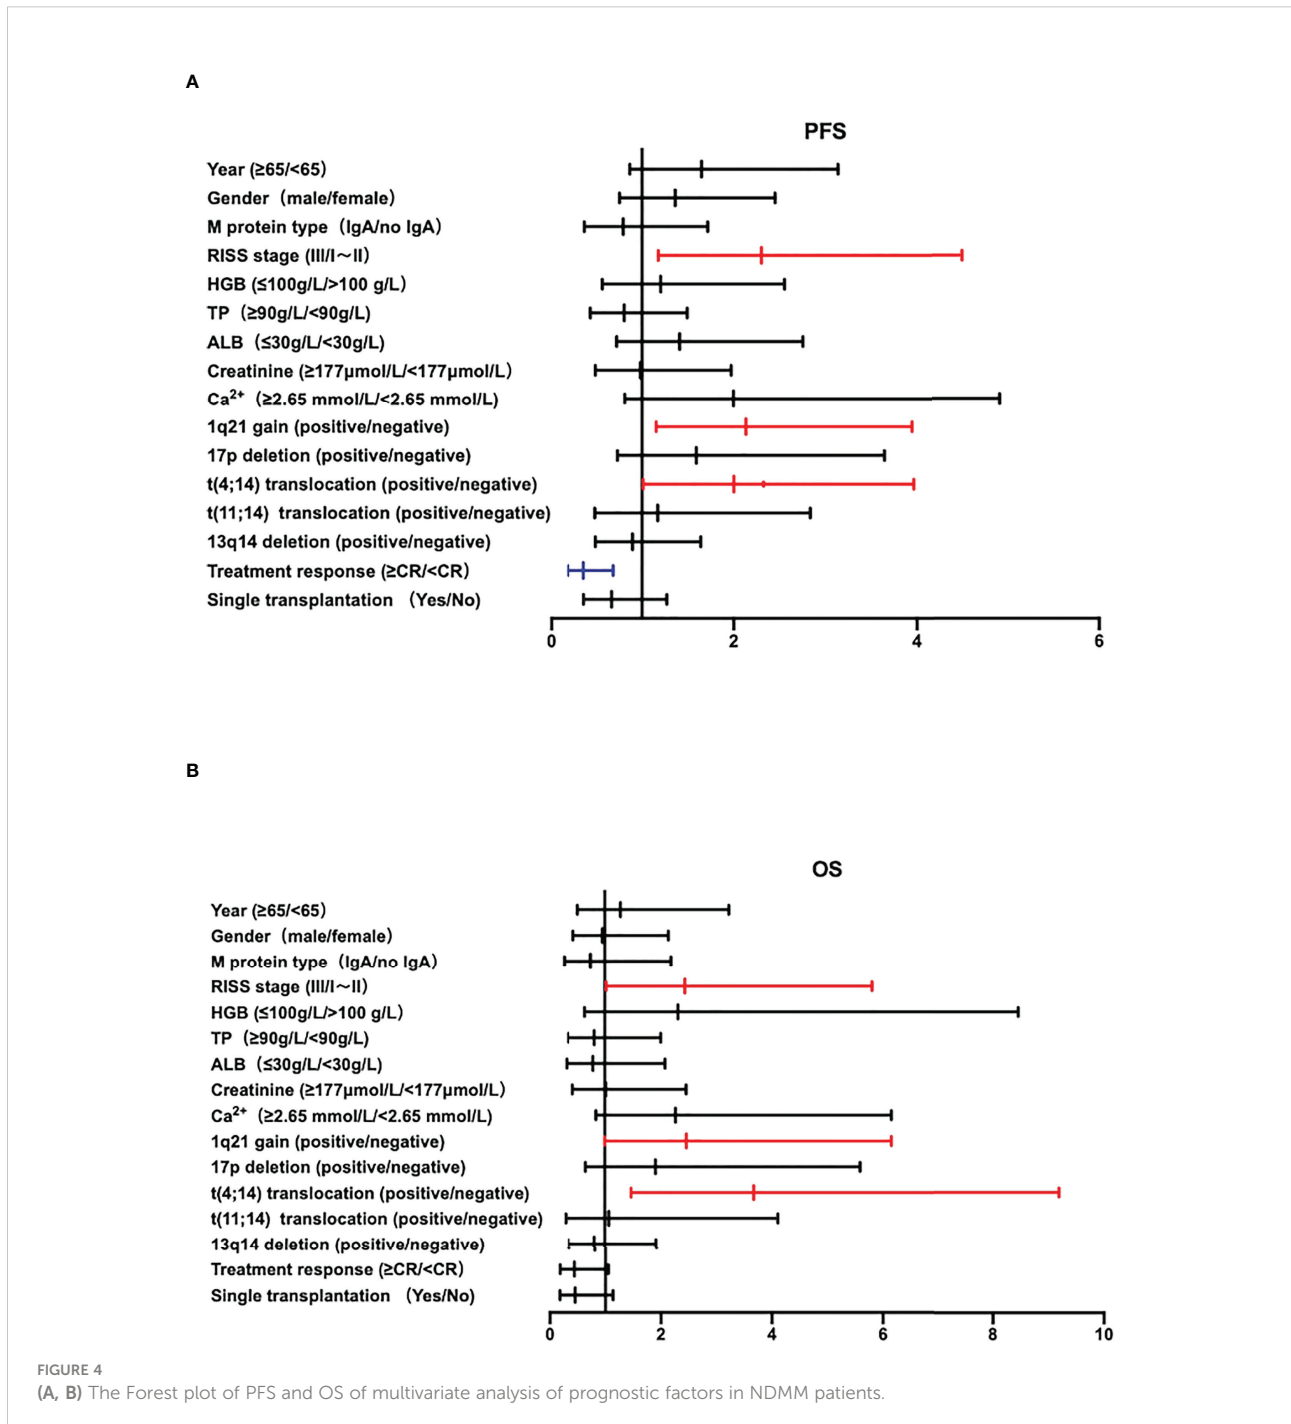 A
PFS
Year (≥65/<65)
Gender (male/female)
M protein type (IgA/no IgA)
RISS stage (III/I~II)
HGB (≤100g/L/>100 g/L)
TP (≥90g/L/<90g/L)
ALB (≤30g/L/<30g/L)
Creatinine (≥177μmol/L/<177μmol/L)
Ca²⁺ (≥2.65 mmol/L/<2.65 mmol/L)
1q21 gain (positive/negative)
17p deletion (positive/negative)
t(4;14) translocation (positive/negative)
t(11;14) translocation (positive/negative)
13q14 deletion (positive/negative)
Treatment response (≥CR/<CR)
Single transplantation (Yes/No)
0 2 4 6
B
OS
Year (≥65/<65)
Gender (male/female)
M protein type (IgA/no IgA)
RISS stage (III/I~II)
HGB (≤100g/L/>100 g/L)
TP (≥90g/L/<90g/L)
ALB (≤30g/L/<30g/L)
Creatinine (≥177μmol/L/<177μmol/L)
Ca²⁺ (≥2.65 mmol/L/<2.65 mmol/L)
1q21 gain (positive/negative)
17p deletion (positive/negative)
t(4;14) translocation (positive/negative)
t(11;14) translocation (positive/negative)
13q14 deletion (positive/negative)
Treatment response (≥CR/<CR)
Single transplantation (Yes/No)
0 2 4 6 8 10
FIGURE 4
(A, B) The Forest plot of PFS and OS of multivariate analysis of prognostic factors in NDMM patients.